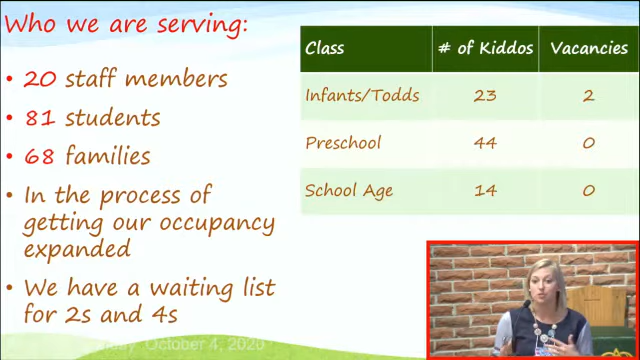 Who we are serving:
• 20 staff members
• 81 students
• 68 families
• In the process of
getting our occupancy
expanded
• We have a waiting list
for 2s and 4s
Class # of Kiddos Vacancies
Infants/Todds 23 2
Preschool 44 0
School Age 14 0
October 4, 2020